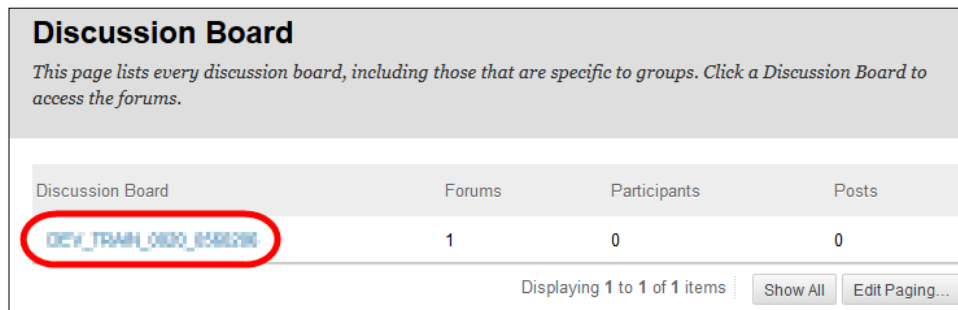 Discussion Board
This page lists every discussion board, including those that are specific to groups. Click a Discussion Board to
access the forums.
Discussion Board Forums Participants Posts
1 0 0
Displaying 1 to 1 of 1 items Show All Edit Paging...